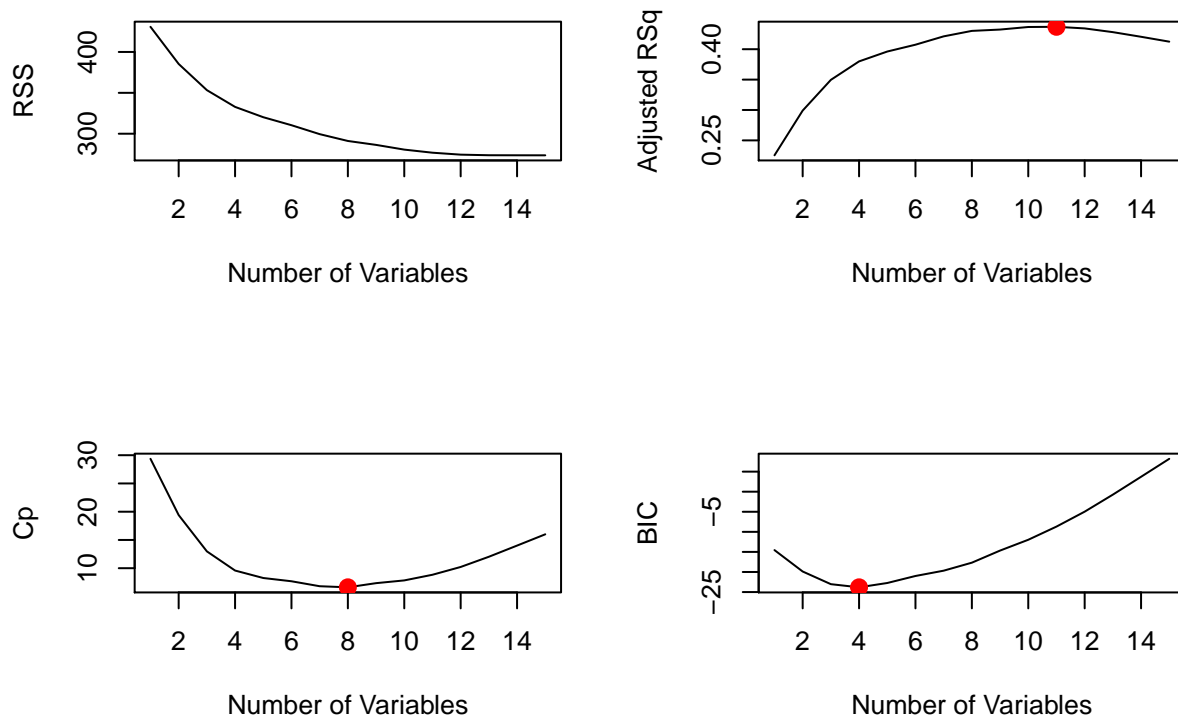 RSS
400
300
2 4 6 8 10 12 14
Number of Variables
Adjusted RSq
0.40
0.25
2 4 6 8 10 12 14
Number of Variables
Cp
30
20
10
2 4 6 8 10 12 14
Number of Variables
BIC
−5
−25
2 4 6 8 10 12 14
Number of Variables